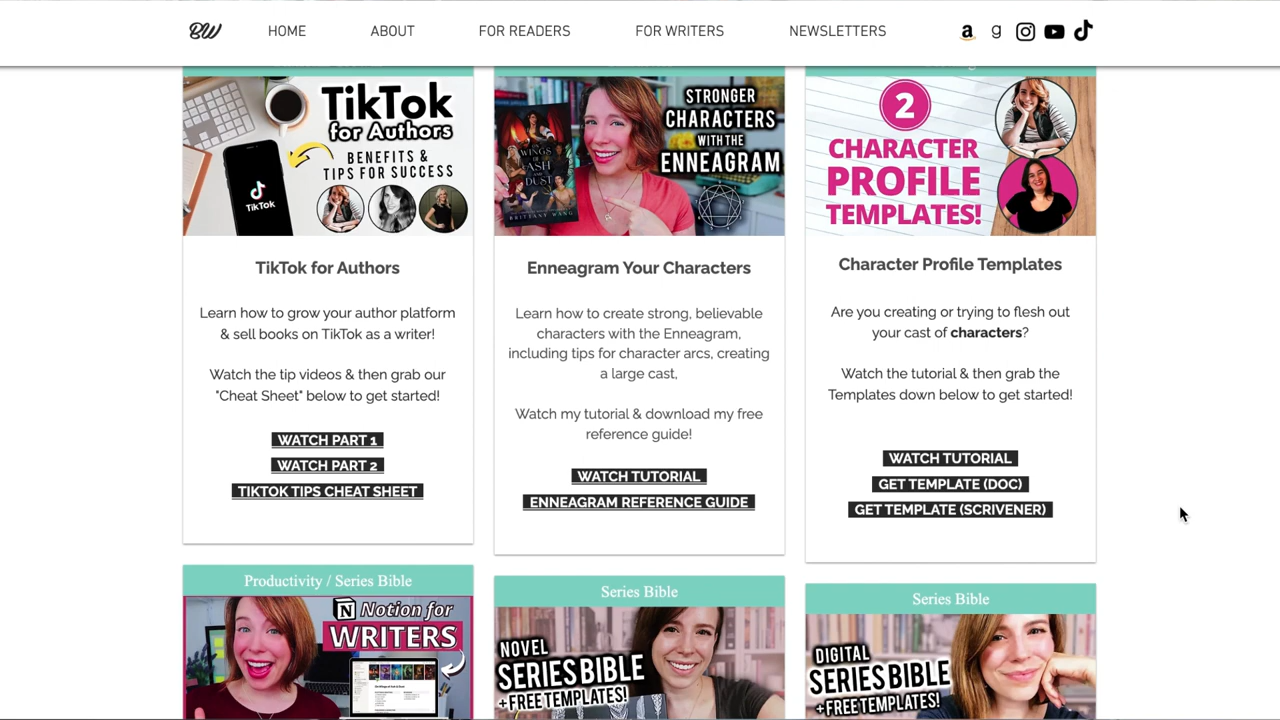 BW
HOME
ABOUT
FOR READERS
FOR WRITERS
NEWSLETTERS
TikTok
for Authors
BENEFITS &
TIPS FOR SUCCESS
TikTok
TikTok for Authors
Learn how to grow your author platform
& sell books on TikTok as a writer!
Watch the tip videos & then grab our
"Cheat Sheet" below to get started!
WATCH PART 1
WATCH PART 2
TIKTOK TIPS CHEAT SHEET
STRONGER
CHARACTERS
WITH THE
ENNEAGRAM
WINGS
OF ASH
AND
DUST
BRITTANY WANG
Enneagram Your Characters
Learn how to create strong, believable
characters with the Enneagram,
including tips for character arcs, creating
a large cast,
Watch my tutorial & download my free
reference guide!
WATCH TUTORIAL
ENNEAGRAM REFERENCE GUIDE
2
CHARACTER
PROFILE
TEMPLATES!
Character Profile Templates
Are you creating or trying to flesh out
your cast of characters?
Watch the tutorial & then grab the
Templates down below to get started!
WATCH TUTORIAL
GET TEMPLATE (DOC)
GET TEMPLATE (SCRIVENER)
Productivity / Series Bible
Notion for
WRITERS
Series Bible
NOVEL
SERIES BIBLE
+FREE TEMPLATES!
Series Bible
DIGITAL
SERIES BIBLE
+FREE TEMPLATES!